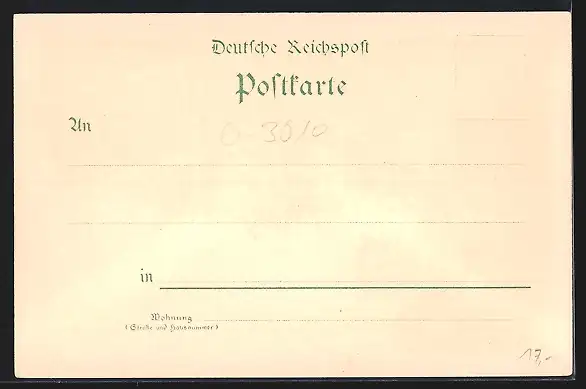 Deutſche Reichspoſt
Poſtkarte
An
0-3010
in
Wohnung
(Straße und Hausnummer)
17,-